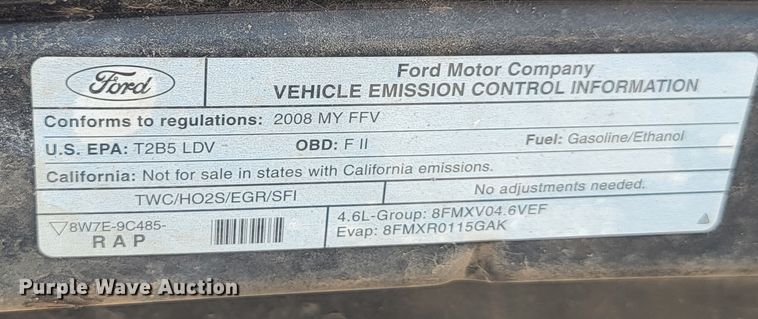 Ford
Ford Motor Company
VEHICLE EMISSION CONTROL INFORMATION
Conforms to regulations: 2008 MY FFV
U.S. EPA: T2B5 LDV OBD: F II Fuel: Gasoline/Ethanol
California: Not for sale in states with California emissions.
TWC/HO2S/EGR/SFI No adjustments needed.
8W7E-9C485-
R A P
4.6L-Group: 8FMXV04.6VEF
Evap: 8FMXR0115GAK
Purple Wave Auction